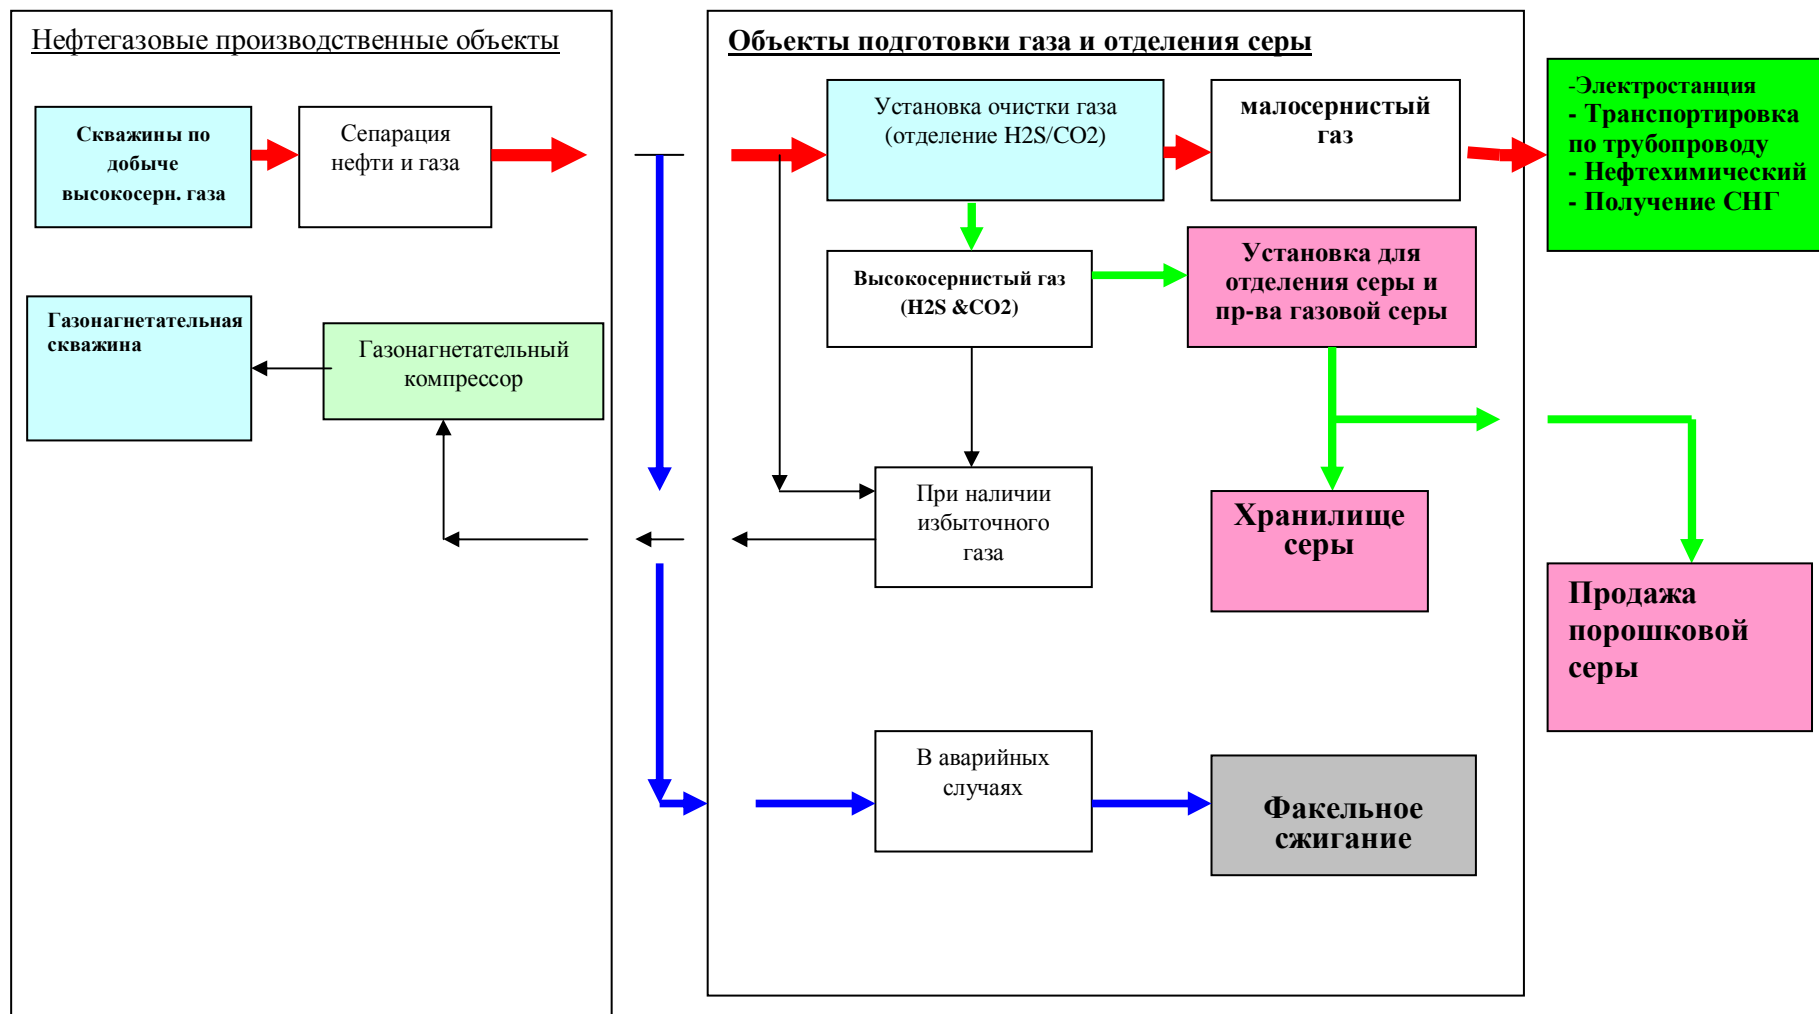 Нефтегазовые производственные объекты
Скважины по
добыче
высокосерн. газа
Сепарация
нефти и газа
Газонагнетательная
скважина
Газонагнетательный
компрессор
Объекты подготовки газа и отделения серы
Установка очистки газа
(отделение H2S/CO2)
малосернистый
газ
Высокосернистый газ
(H2S &CO2)
Установка для
отделения серы и
пр-ва газовой серы
При наличии
избыточного
газа
Хранилище
серы
В аварийных
случаях
Факельное
сжигание
-Электростанция
- Транспортировка
по трубопроводу
- Нефтехимический
- Получение СНГ
Продажа
порошковой
серы